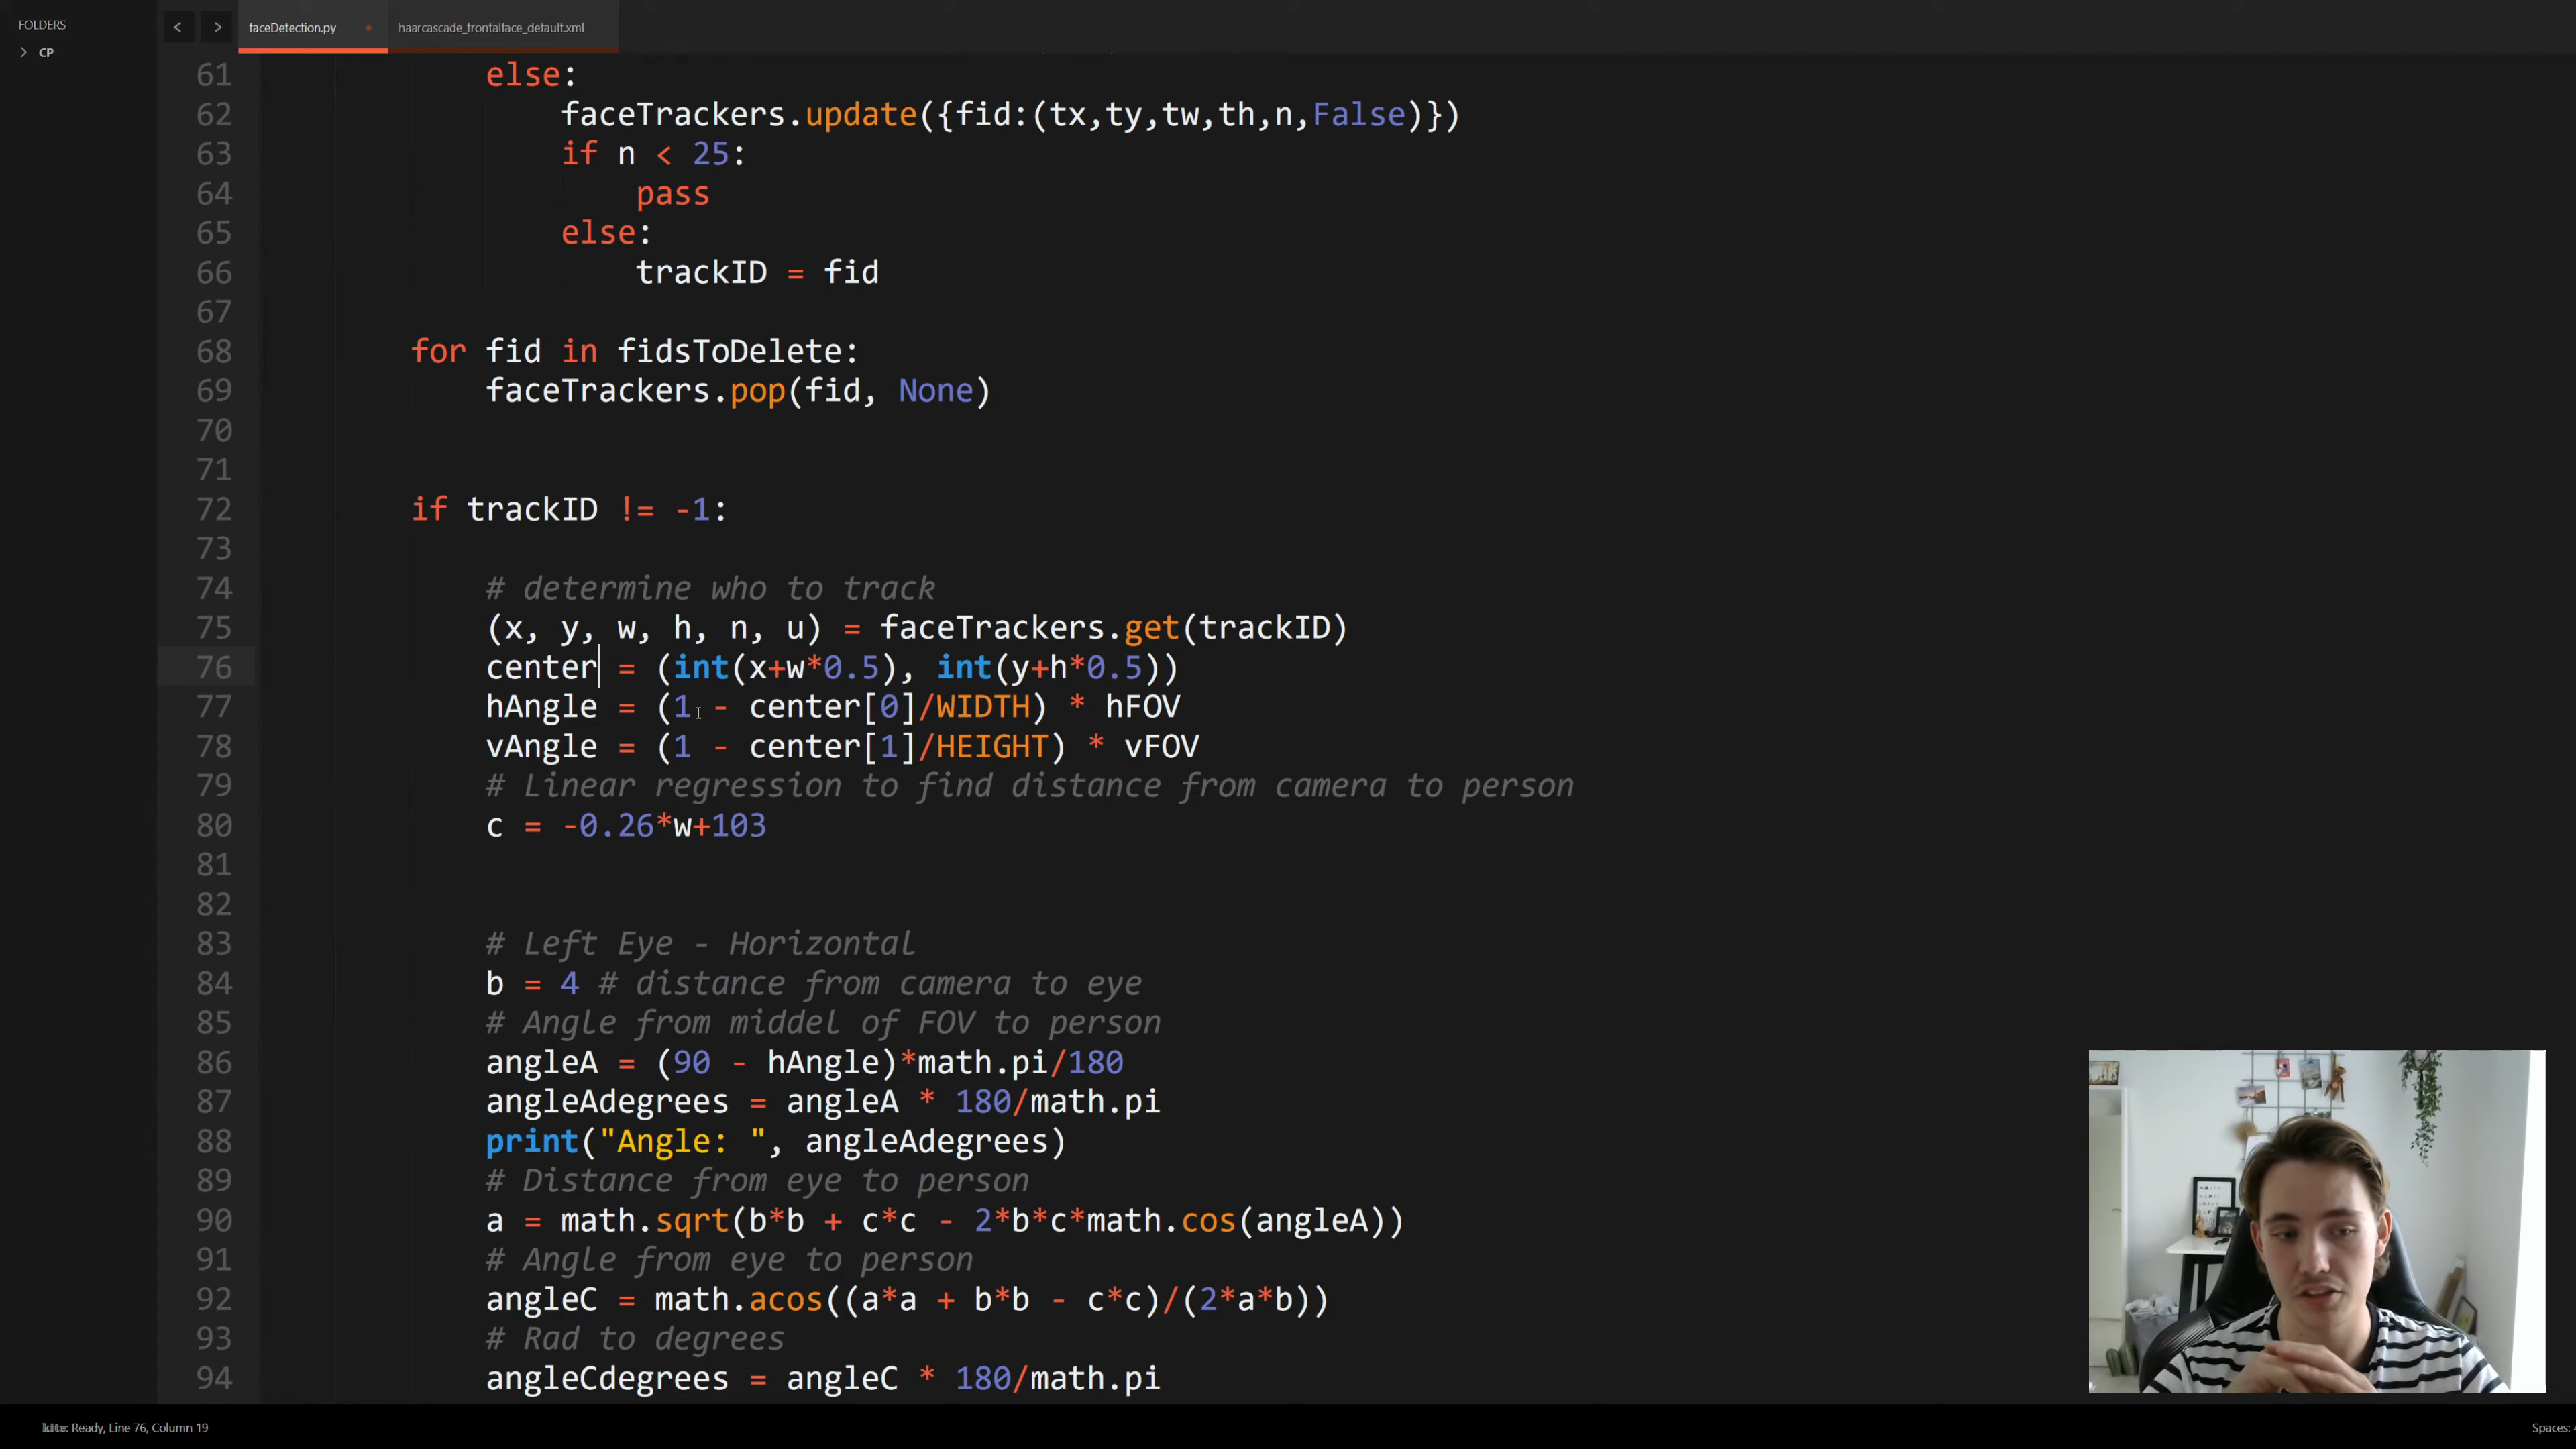 FOLDERS
CP
faceDetection.py
haarcascade_frontalface_default.xml
61 else:
62 faceTrackers.update({fid:(tx,ty,tw,th,n,False)})
63 if n < 25:
64 pass
65 else:
66 trackID = fid
67
68 for fid in fidsToDelete:
69 faceTrackers.pop(fid, None)
70
71
72 if trackID != -1:
73
74 # determine who to track
75 (x, y, w, h, n, u) = faceTrackers.get(trackID)
76 center = (int(x+w*0.5), int(y+h*0.5))
77 hAngle = (1 - center[0]/WIDTH) * hFOV
78 vAngle = (1 - center[1]/HEIGHT) * vFOV
79 # Linear regression to find distance from camera to person
80 c = -0.26*w+103
81
82
83 # Left Eye - Horizontal
84 b = 4 # distance from camera to eye
85 # Angle from middel of FOV to person
86 angleA = (90 - hAngle)*math.pi/180
87 angleAdegrees = angleA * 180/math.pi
88 print("Angle: ", angleAdegrees)
89 # Distance from eye to person
90 a = math.sqrt(b*b + c*c - 2*b*c*math.cos(angleA))
91 # Angle from eye to person
92 angleC = math.acos((a*a + b*b - c*c)/(2*a*b))
93 # Rad to degrees
94 angleCdegrees = angleC * 180/math.pi
kite: Ready, Line 76, Column 19
Spaces: